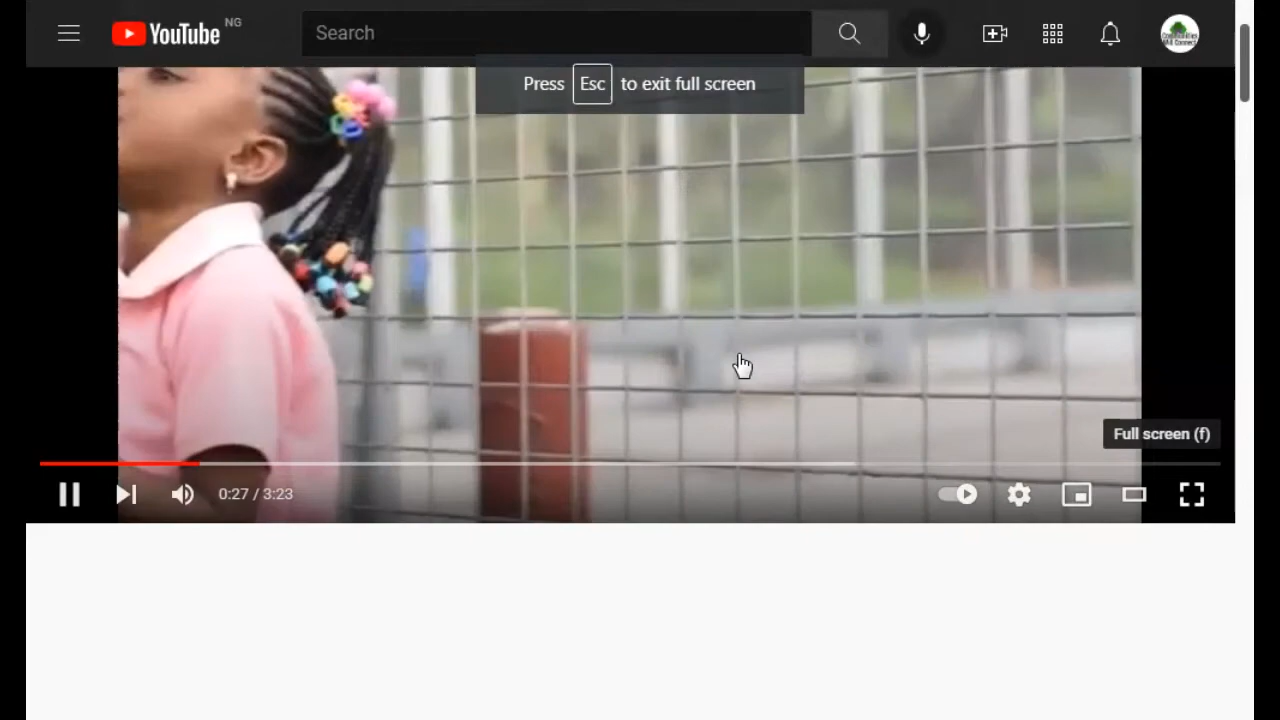 YouTube NG
Search
Press Esc to exit full screen
Full screen (f)
0:27 / 3:23